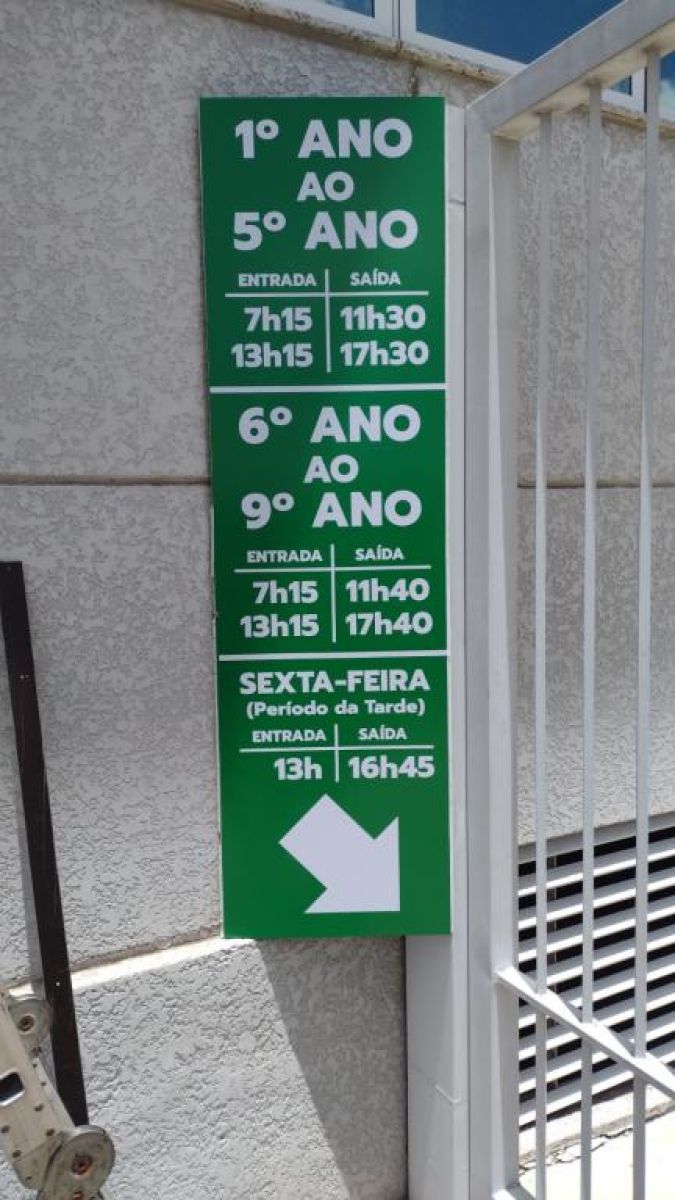 1º ANO
AO
5º ANO
ENTRADA SAÍDA
7h15 11h30
13h15 17h30
6º ANO
AO
9º ANO
ENTRADA SAÍDA
7h15 11h40
13h15 17h40
SEXTA-FEIRA
(Período da Tarde)
ENTRADA SAÍDA
13h 16h45